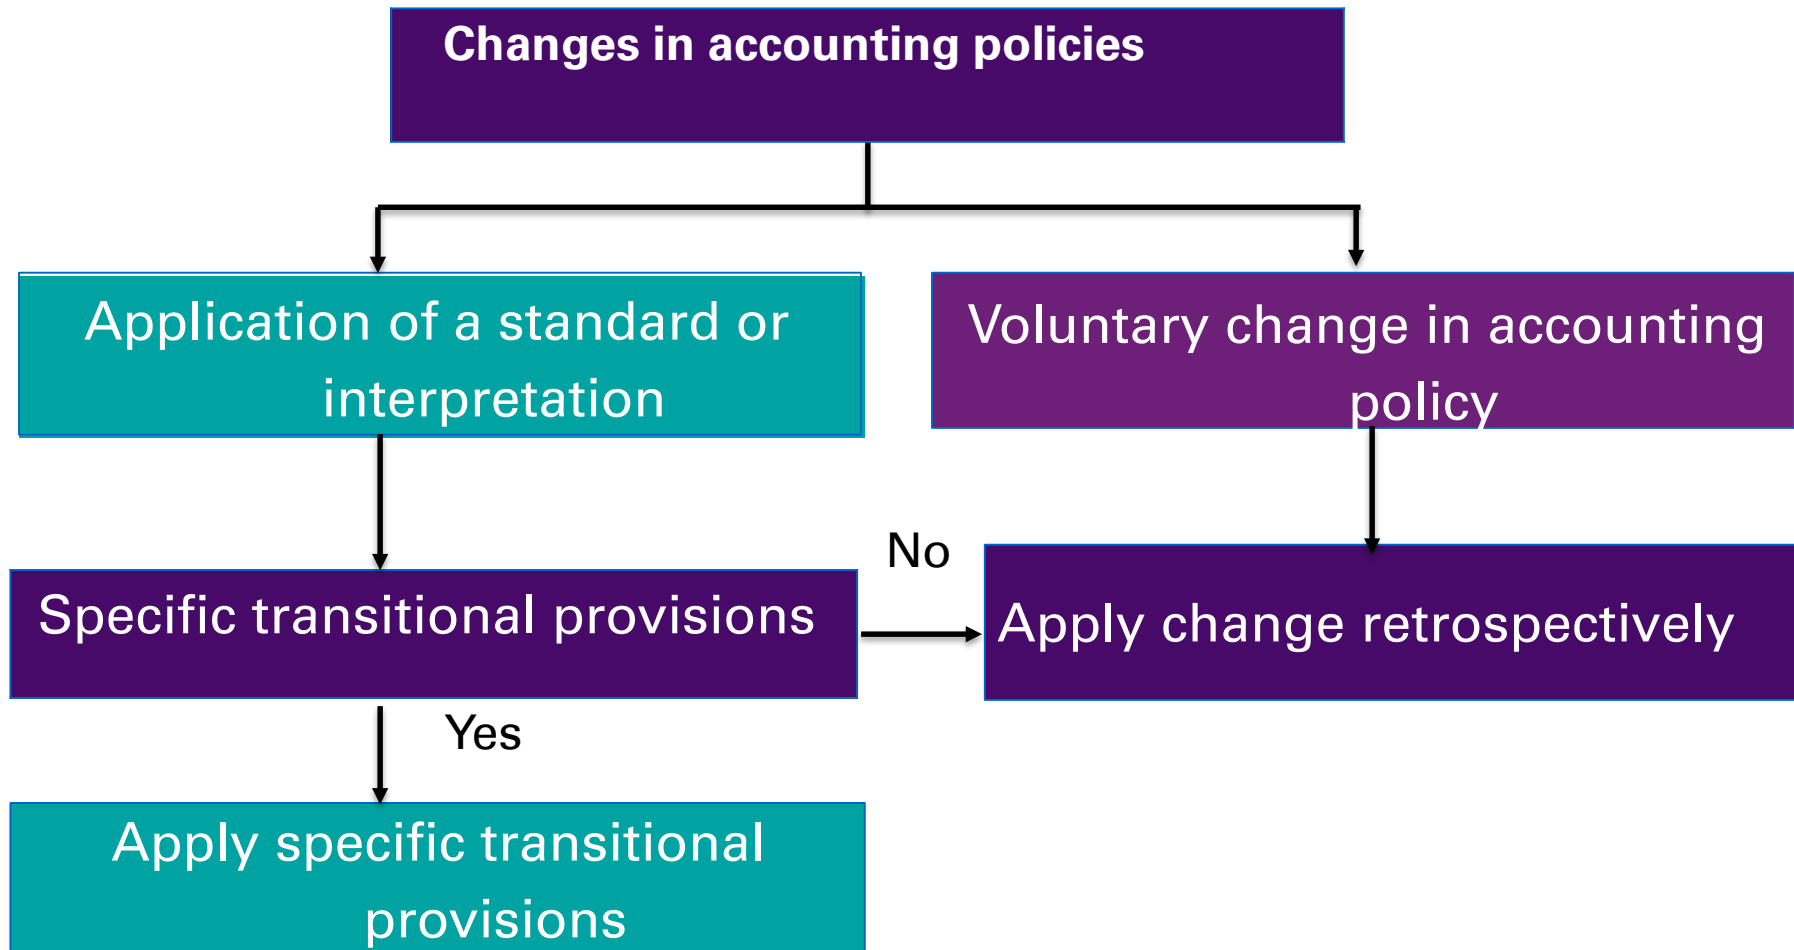 Changes in accounting policies
Application of a standard or
interpretation
Voluntary change in accounting
policy
Specific transitional provisions
No
Apply change retrospectively
Yes
Apply specific transitional
provisions